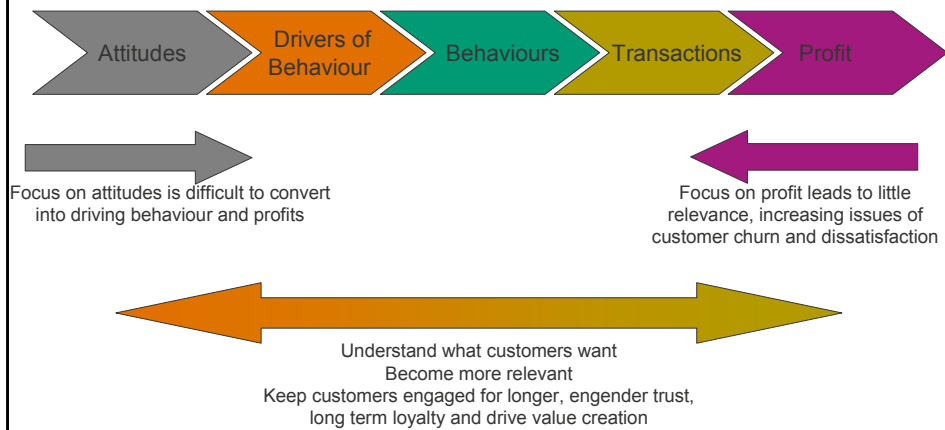 Attitudes
Drivers of
Behaviour
Behaviours
Transactions
Profit
Focus on attitudes is difficult to convert
into driving behaviour and profits
Focus on profit leads to little
relevance, increasing issues of
customer churn and dissatisfaction
Understand what customers want
Become more relevant
Keep customers engaged for longer, engender trust,
long term loyalty and drive value creation